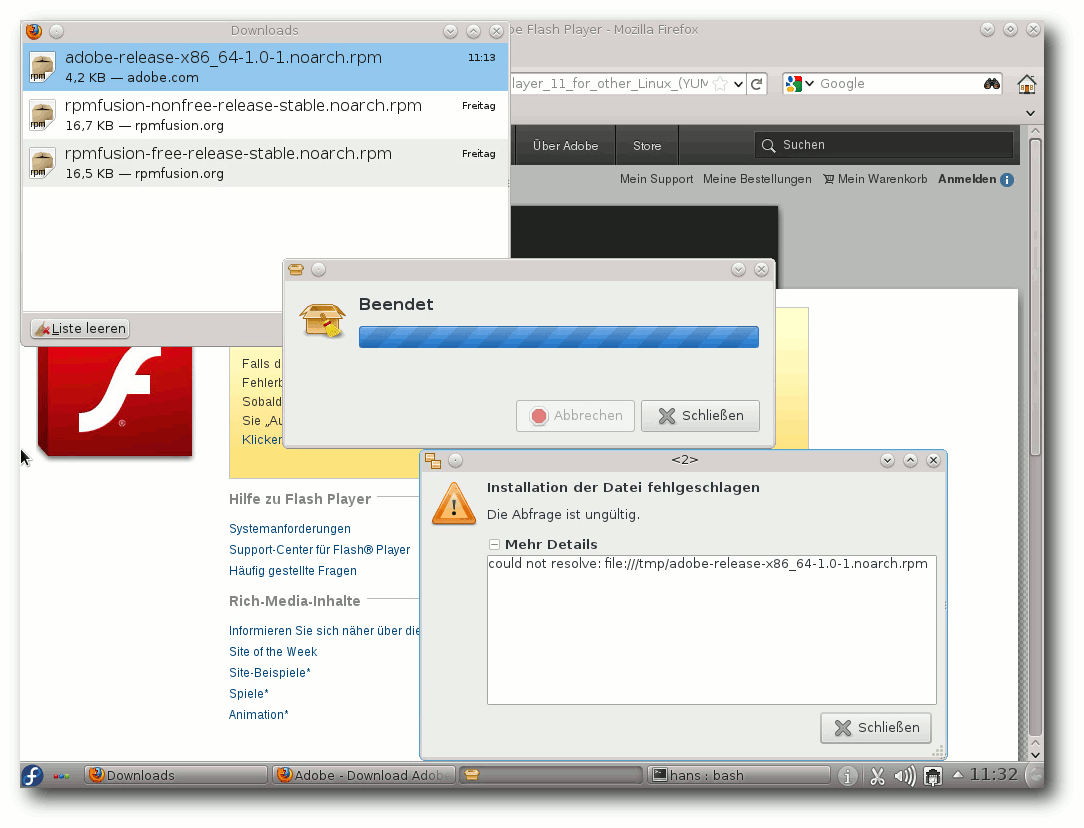 Downloads
be Flash Player - Mozilla Firefox
adobe-release-x86_64-1.0-1.noarch.rpm
11:13
4,2 KB — adobe.com
rpmfusion-nonfree-release-stable.noarch.rpm
Freitag
16,7 KB — rpmfusion.org
rpmfusion-free-release-stable.noarch.rpm
Freitag
16,5 KB — rpmfusion.org
Liste leeren
layer_11_for_other_Linux_(YUM
Google
Über Adobe
Store
Suchen
Mein Support
Meine Bestellungen
Mein Warenkorb
Anmelden
Beendet
Abbrechen
Schließen
Falls d
Fehlerb
Sobald
Sie „Au
Klicken
Hilfe zu Flash Player
Systemanforderungen
Support-Center für Flash® Player
Häufig gestellte Fragen
Rich-Media-Inhalte
Informieren Sie sich näher über die
Site of the Week
Site-Beispiele*
Spiele*
Animation*
<2>
Installation der Datei fehlgeschlagen
Die Abfrage ist ungültig.
Mehr Details
could not resolve: file:///tmp/adobe-release-x86_64-1.0-1.noarch.rpm
Schließen
Downloads
Adobe - Download Adob
hans : bash
11:32